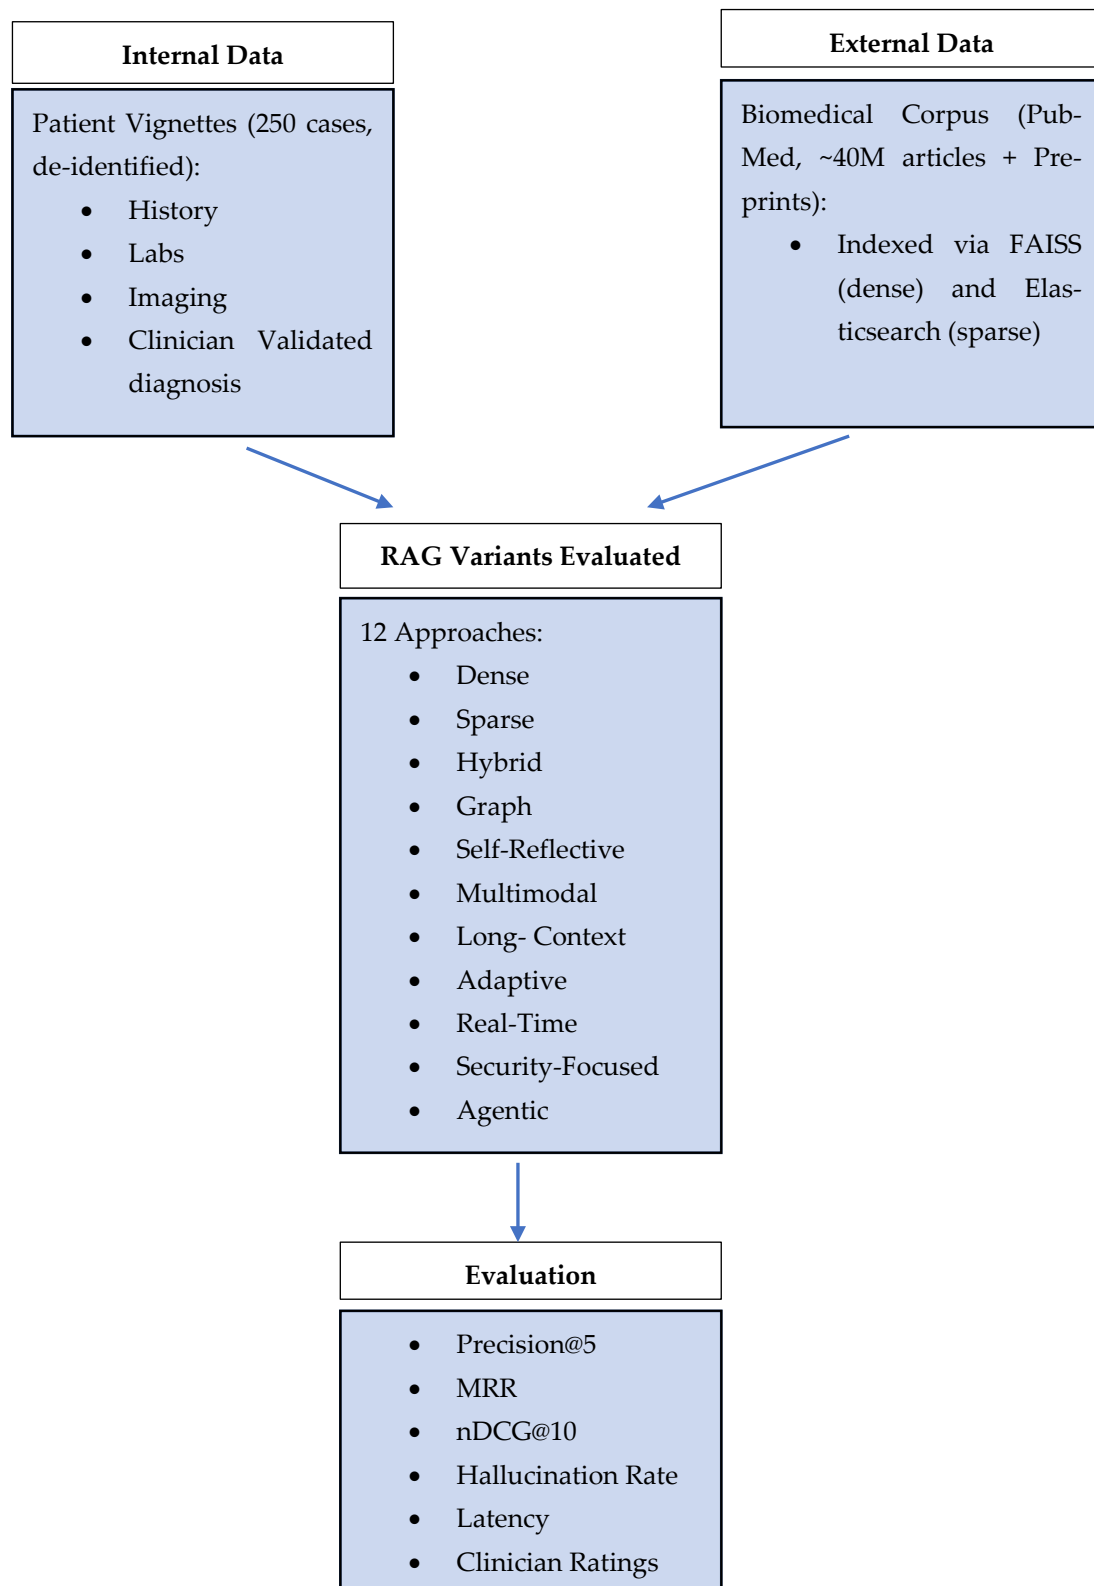 Internal Data
Patient Vignettes (250 cases,
de-identified):
• History
• Labs
• Imaging
• Clinician Validated
diagnosis
External Data
Biomedical Corpus (Pub-
Med, ~40M articles + Pre-
prints):
• Indexed via FAISS
(dense) and Elas-
ticsearch (sparse)
RAG Variants Evaluated
12 Approaches:
• Dense
• Sparse
• Hybrid
• Graph
• Self-Reflective
• Multimodal
• Long- Context
• Adaptive
• Real-Time
• Security-Focused
• Agentic
Evaluation
• Precision@5
• MRR
• nDCG@10
• Hallucination Rate
• Latency
• Clinician Ratings